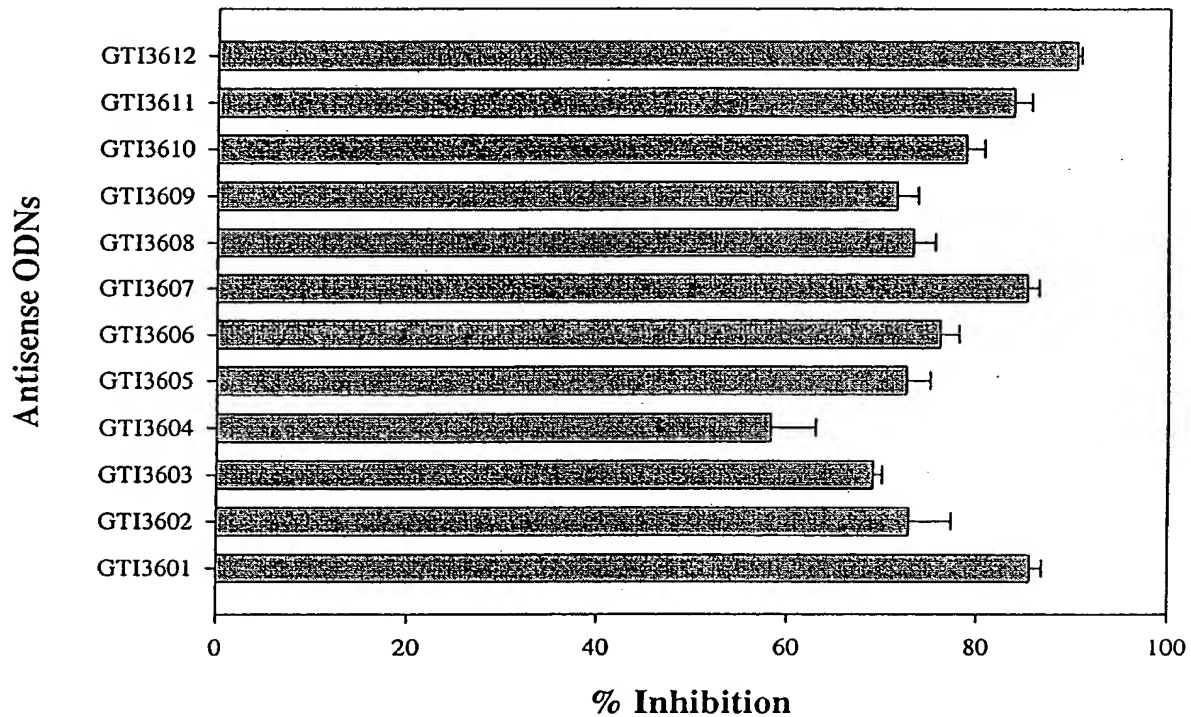 GTI3612
GTI3611
GTI3610
GTI3609
GTI3608
GTI3607
GTI3606
GTI3605
GTI3604
GTI3603
GTI3602
GTI3601
Antisense ODNs
0 20 40 60 80 100
% Inhibition